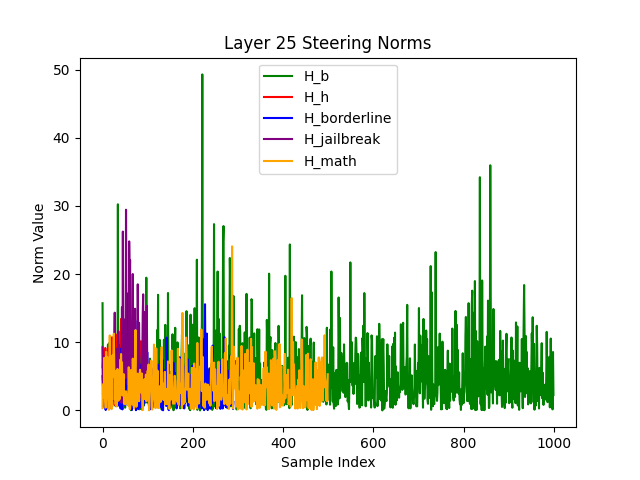 Layer 25 Steering Norms
H_b
H_h
H_borderline
H_jailbreak
H_math
50
40
30
20
10
0
Norm Value
0
200
400
600
800
1000
Sample Index